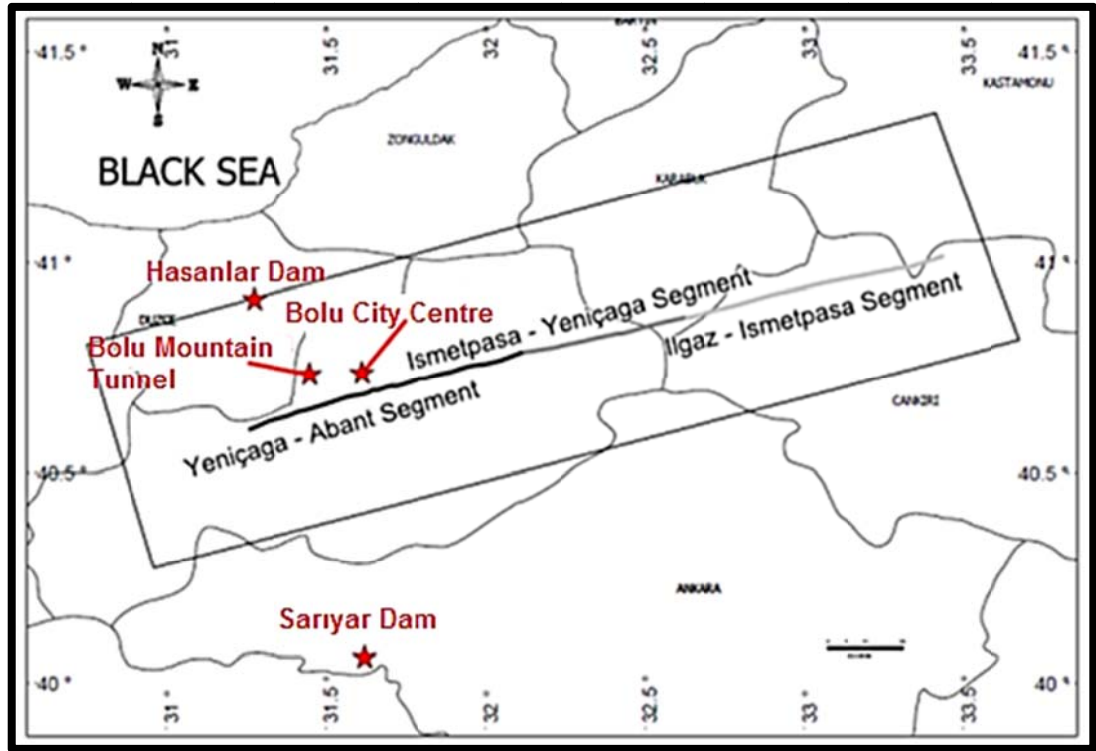 31°
31.5°
32°
32.5°
33°
33.5°
41.5°
41.5°
N
W
E
S
KASTAMONU
ZONGULDAK
BLACK SEA
KARABUK
41°
41°
Hasanlar Dam
DUZCE
Bolu City Centre
Bolu Mountain
Tunnel
Ismetpasa - Yeniçaga Segment
Ilgaz - Ismetpasa Segment
Yeniçaga - Abant Segment
CANKIRI
40.5°
40.5°
ANKARA
Sarıyar Dam
40°
40°
31°
31.5°
32°
32.5°
33°
33.5°